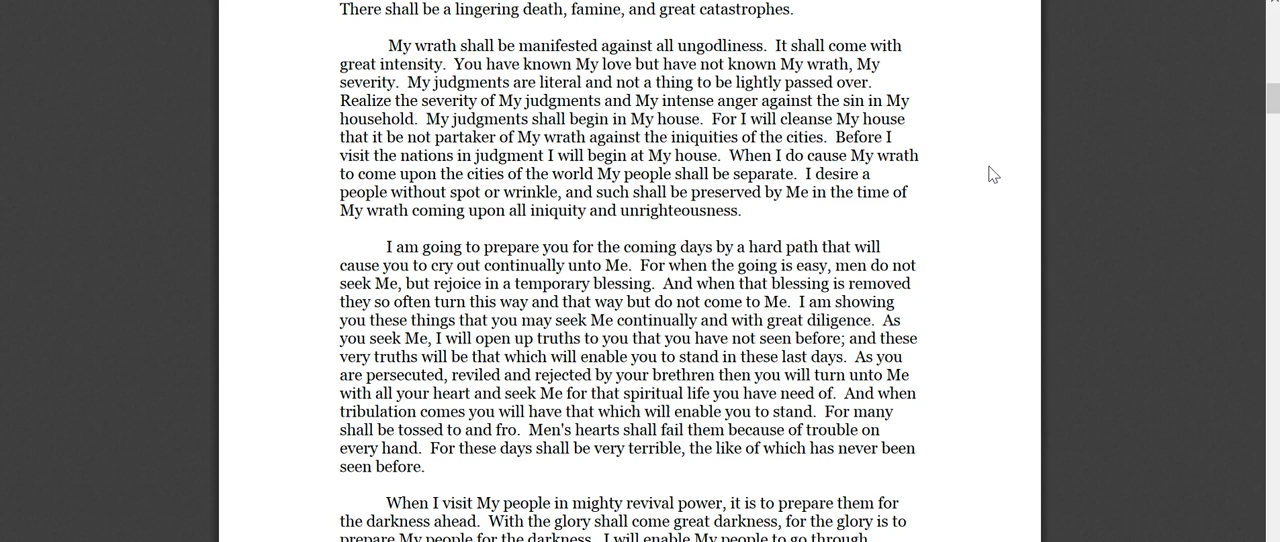 There shall be a lingering death, famine, and great catastrophes.
My wrath shall be manifested against all ungodliness.  It shall come with
great intensity.  You have known My love but have not known My wrath, My
severity.  My judgments are literal and not a thing to be lightly passed over.
Realize the severity of My judgments and My intense anger against the sin in My
household.  My judgments shall begin in My house.  For I will cleanse My house
that it be not partaker of My wrath against the iniquities of the cities.  Before I
visit the nations in judgment I will begin at My house.  When I do cause My wrath
to come upon the cities of the world My people shall be separate.  I desire a
people without spot or wrinkle, and such shall be preserved by Me in the time of
My wrath coming upon all iniquity and unrighteousness.
I am going to prepare you for the coming days by a hard path that will
cause you to cry out continually unto Me.  For when the going is easy, men do not
seek Me, but rejoice in a temporary blessing.  And when that blessing is removed
they so often turn this way and that way but do not come to Me.  I am showing
you these things that you may seek Me continually and with great diligence.  As
you seek Me, I will open up truths to you that you have not seen before; and these
very truths will be that which will enable you to stand in these last days.  As you
are persecuted, reviled and rejected by your brethren then you will turn unto Me
with all your heart and seek Me for that spiritual life you have need of.  And when
tribulation comes you will have that which will enable you to stand.  For many
shall be tossed to and fro.  Men's hearts shall fail them because of trouble on
every hand.  For these days shall be very terrible, the like of which has never been
seen before.
When I visit My people in mighty revival power, it is to prepare them for
the darkness ahead.  With the glory shall come great darkness, for the glory is to
prepare My people for the darkness.  I will enable My people to go through